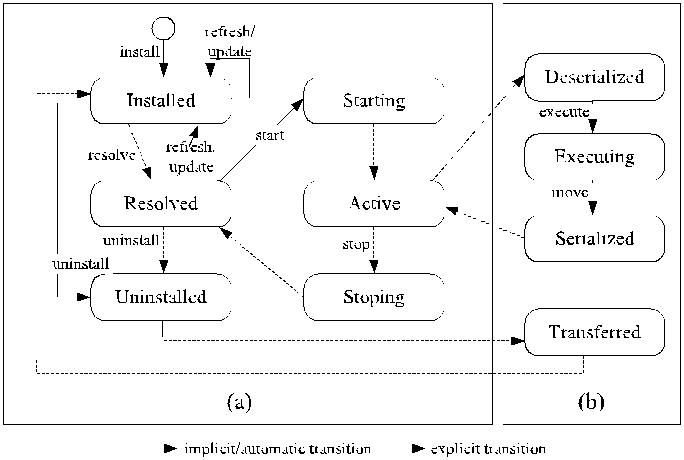 refresh/
update
install
Installed
Starting
Deserialized
execute
resolve
refresh,
update
start
Executing
move
Resolved
Active
Serialized
uninstall
stop
uninstall
Uninstalled
Stoping
Transferred
(a)
(b)
implicit/automatic transition
explicit transition